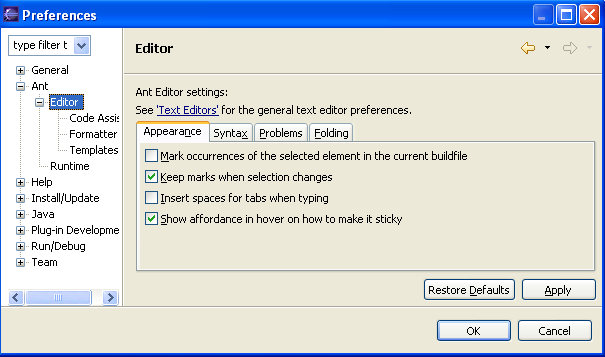 Preferences
type filter t
Editor
General
Ant
Editor
Code Assis
Formatter
Templates
Runtime
Help
Install/Update
Java
Plug-in Developme
Run/Debug
Team
Ant Editor settings:
See 'Text Editors' for the general text editor preferences.
Appearance Syntax Problems Folding
Mark occurrences of the selected element in the current buildfile
Keep marks when selection changes
Insert spaces for tabs when typing
Show affordance in hover on how to make it sticky
Restore Defaults Apply
OK Cancel